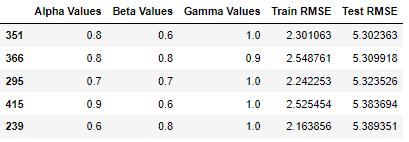 Alpha Values Beta Values Gamma Values Train RMSE Test RMSE
351 0.8 0.6 1.0 2.301063 5.302363
366 0.8 0.8 0.9 2.548761 5.309918
295 0.7 0.7 1.0 2.242253 5.323526
415 0.9 0.6 1.0 2.525454 5.383694
239 0.6 0.8 1.0 2.163856 5.389351